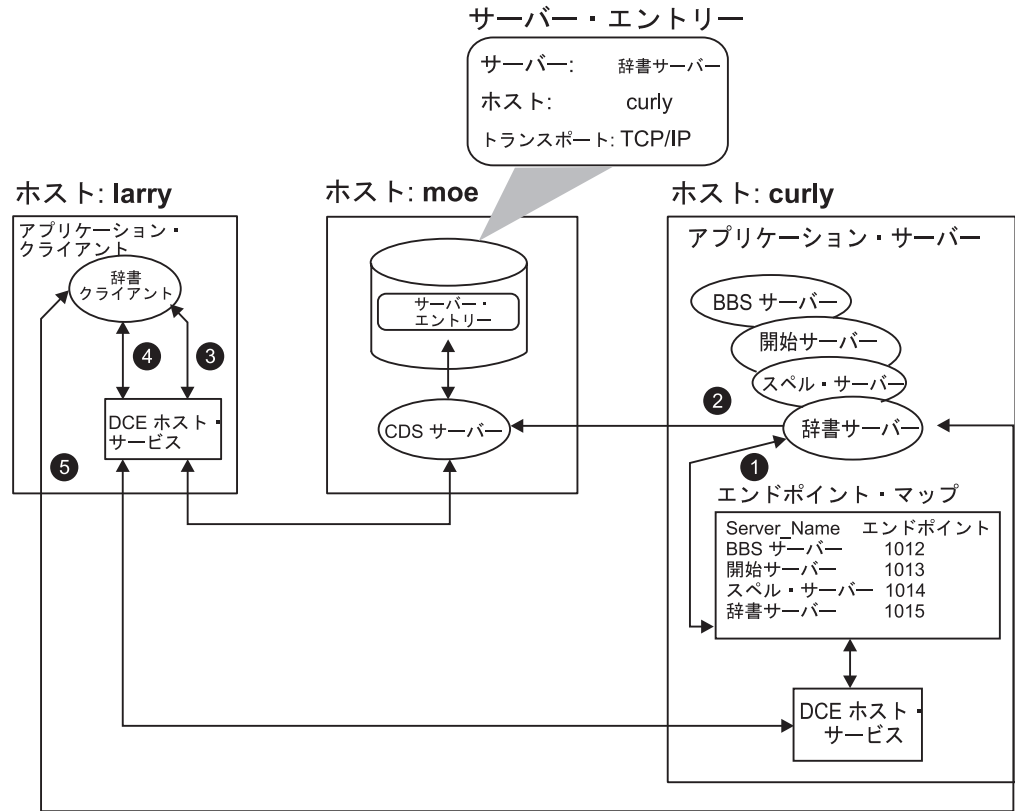 サーバー・エントリー
サーバー: 辞書サーバー
ホスト: curly
トランスポート: TCP/IP
ホスト: larry
アプリケーション・
クライアント
辞書
クライアント
4
3
DCE ホスト・
サービス
5
ホスト: moe
サーバー・
エントリー
CDS サーバー
ホスト: curly
アプリケーション・サーバー
BBS サーバー
開始サーバー
スペル・サーバー
辞書サーバー
2
1
エンドポイント・マップ
Server_Name エンドポイント
BBS サーバー 1012
開始サーバー 1013
スペル・サーバー 1014
辞書サーバー 1015
DCE ホスト・
サービス